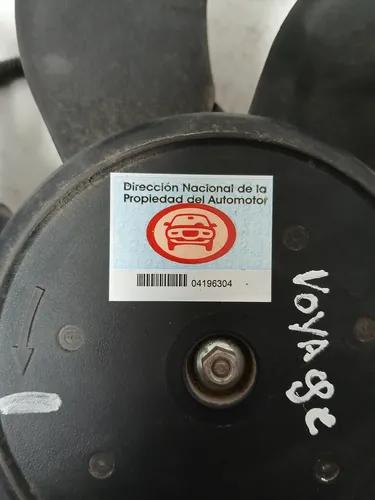 Dirección Nacional de la
Propiedad del Automotor
04196304
VOYAge